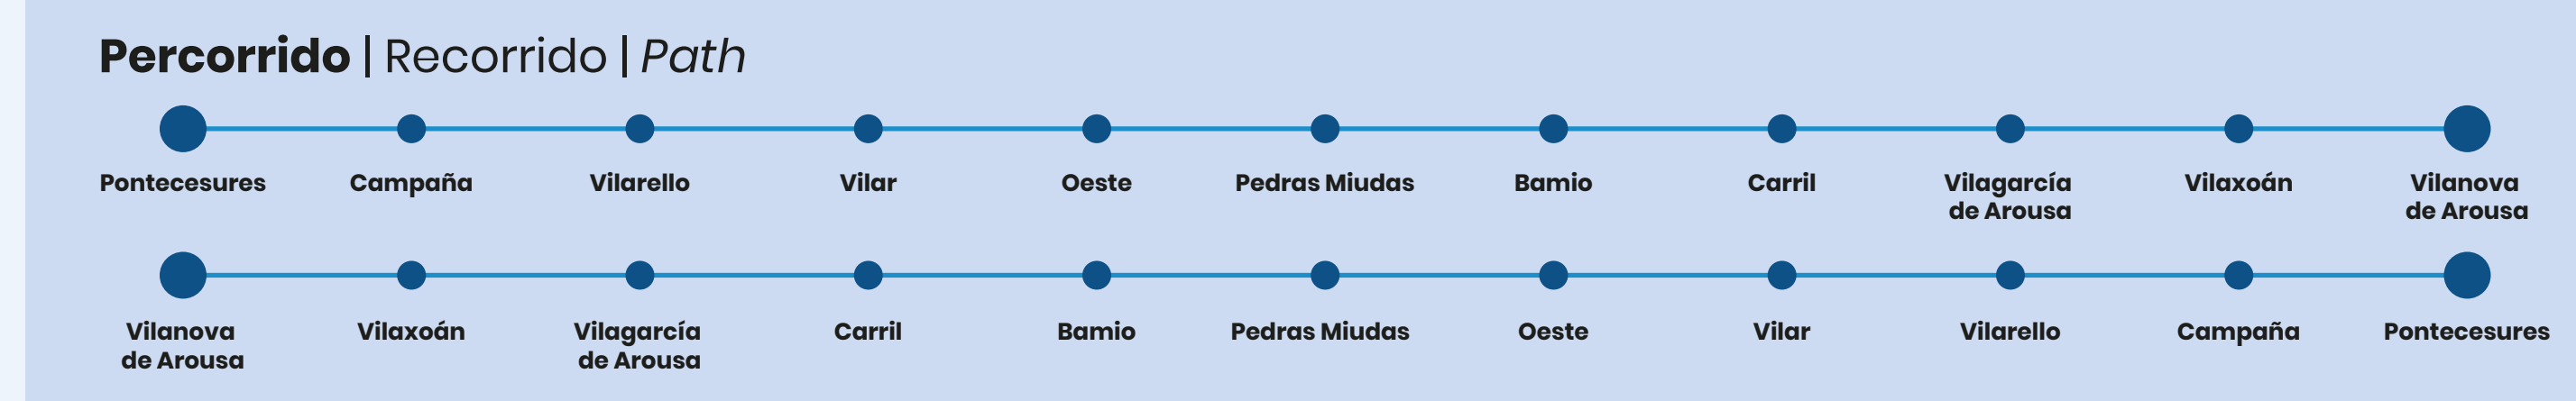 Percorrido | Recorrido | Path
Pontecesures Campaña Vilarello Vilar Oeste Pedras Miudas Bamio Carril Vilagarcía de Arousa Vilaxoán Vilanova de Arousa
Vilanova de Arousa Vilaxoán Vilagarcía de Arousa Carril Bamio Pedras Miudas Oeste Vilar Vilarello Campaña Pontecesures